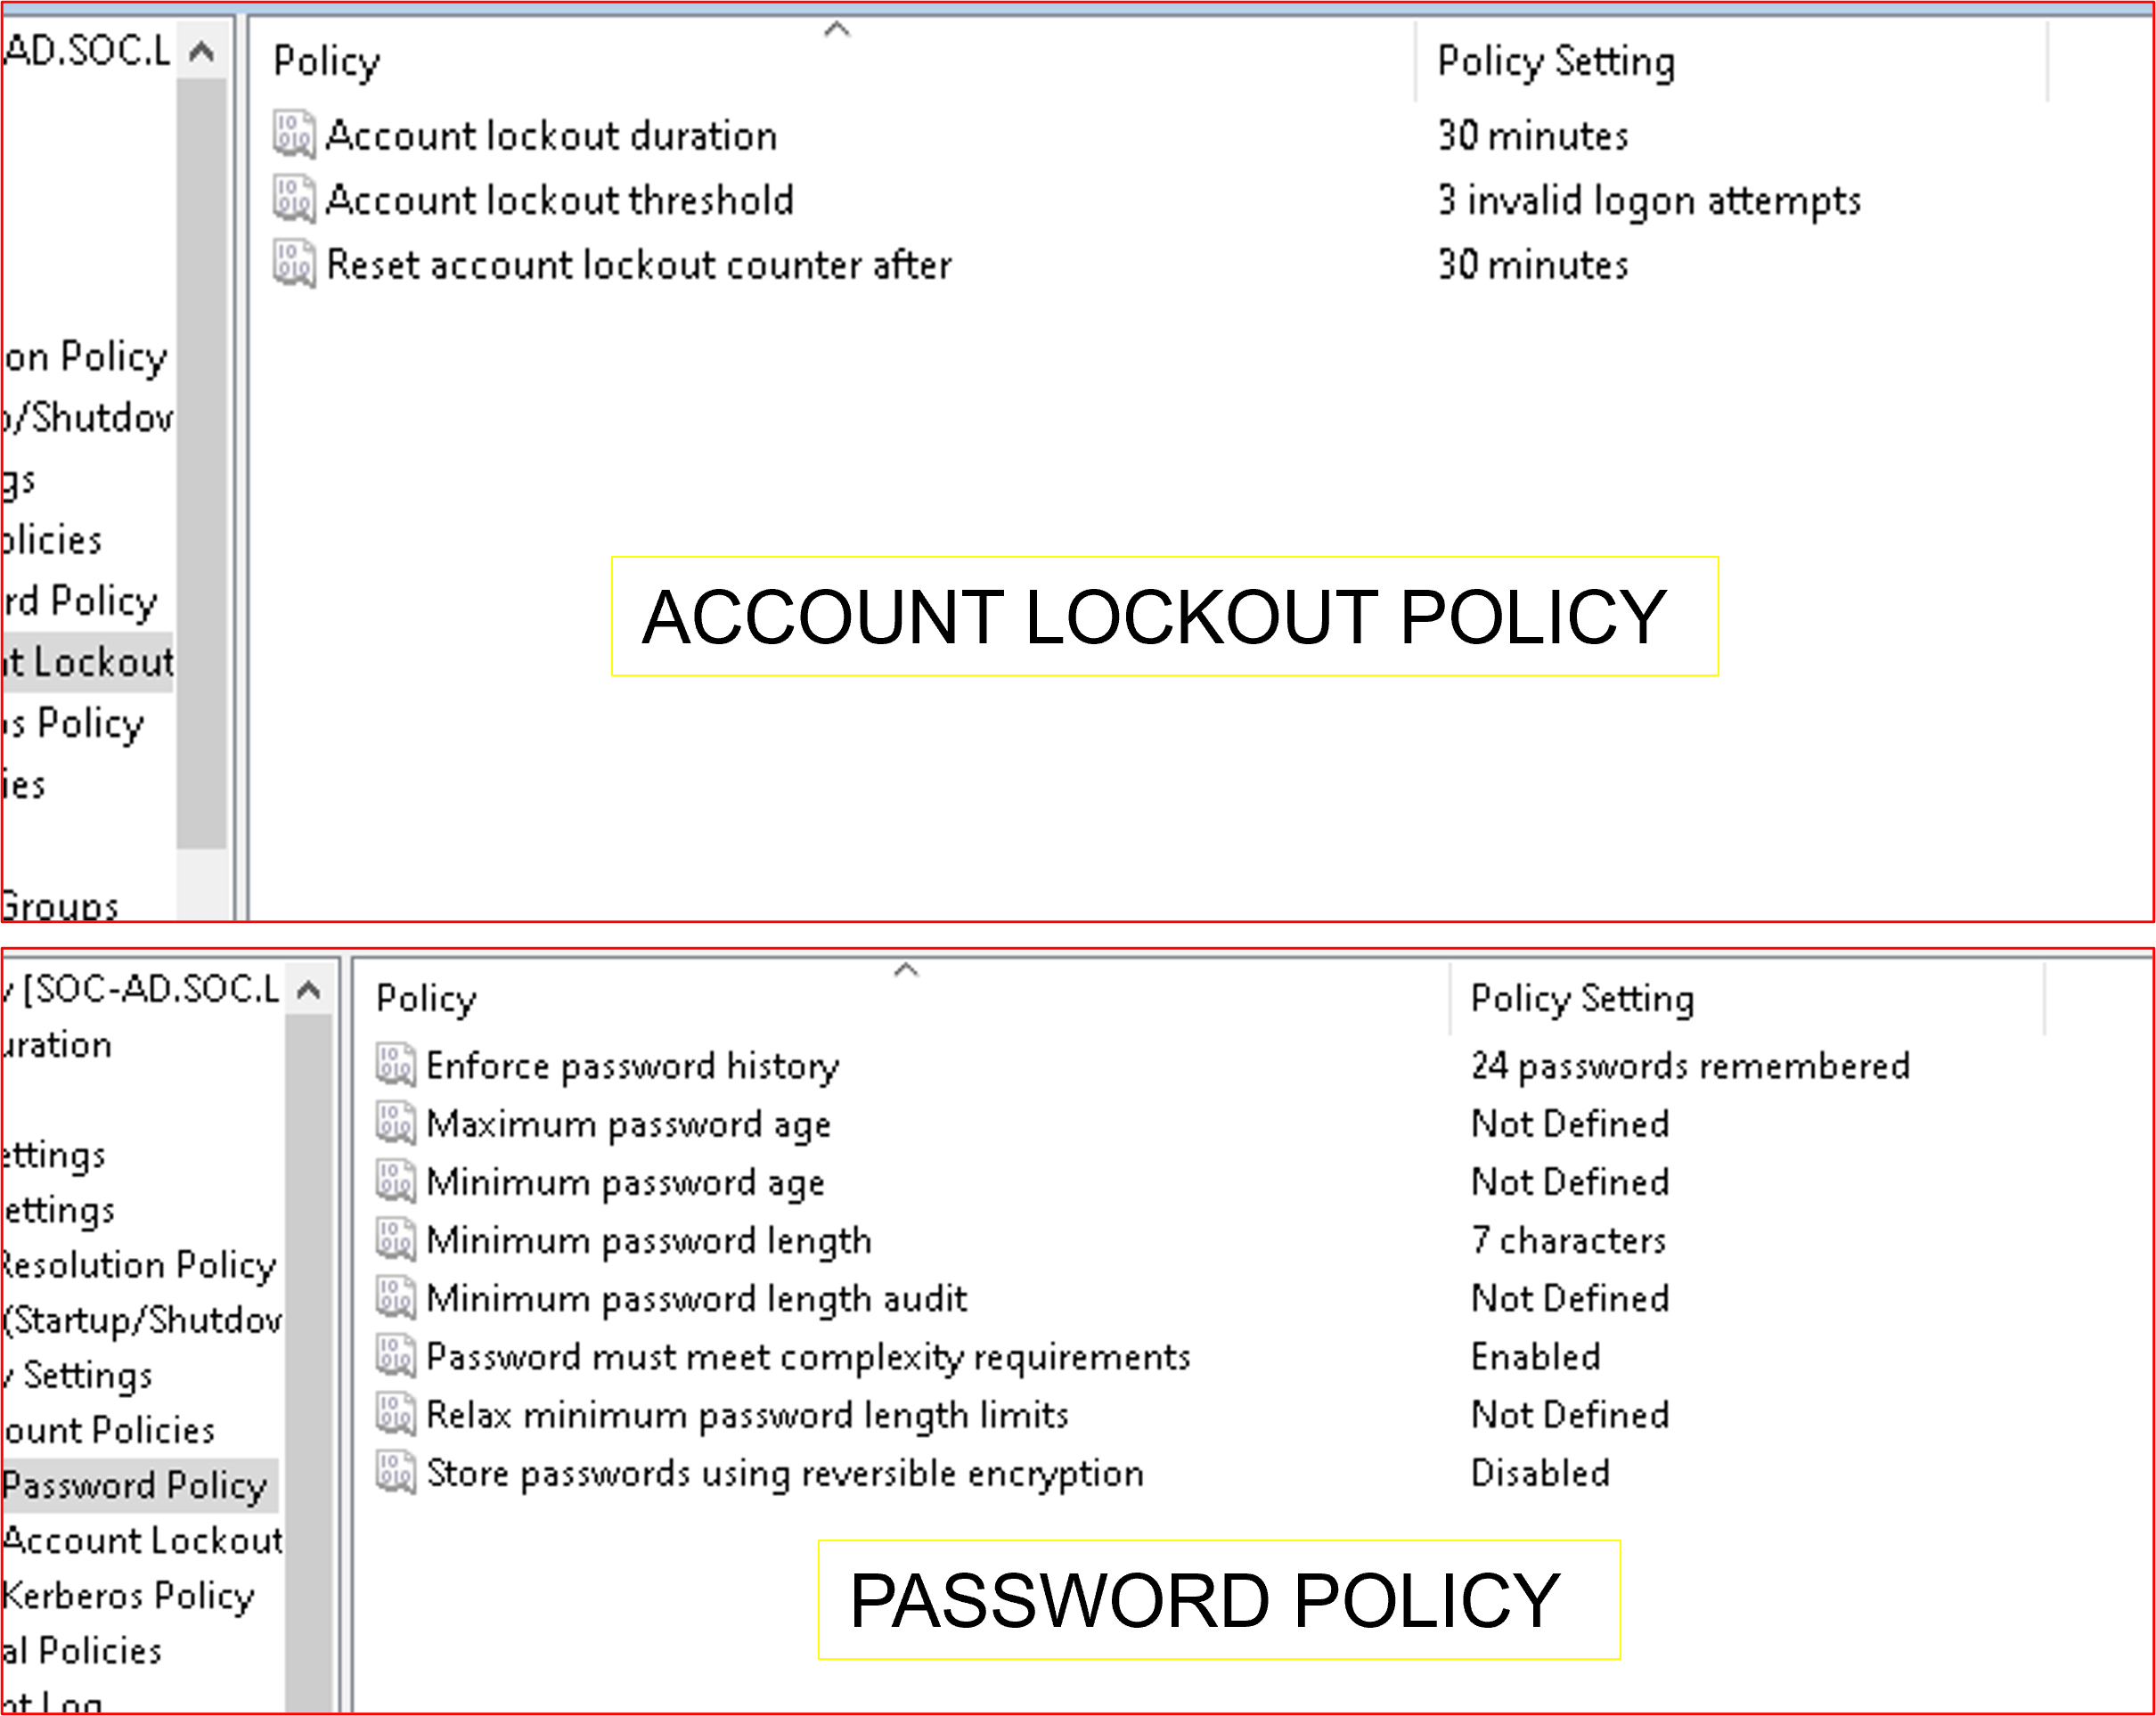 AD.SOC.L
Policy
Policy Setting
Account lockout duration
30 minutes
Account lockout threshold
3 invalid logon attempts
Reset account lockout counter after
30 minutes
on Policy
/Shutdov
gs
olicies
rd Policy
t Lockout
s Policy
ies
Groups
ACCOUNT LOCKOUT POLICY
[SOC-AD.SOC.L
uration
ettings
ettings
Resolution Policy
(Startup/Shutdov
Settings
ount Policies
Password Policy
Account Lockout
Kerberos Policy
al Policies
nt Log
Policy
Policy Setting
Enforce password history
24 passwords remembered
Maximum password age
Not Defined
Minimum password age
Not Defined
Minimum password length
7 characters
Minimum password length audit
Not Defined
Password must meet complexity requirements
Enabled
Relax minimum password length limits
Not Defined
Store passwords using reversible encryption
Disabled
PASSWORD POLICY